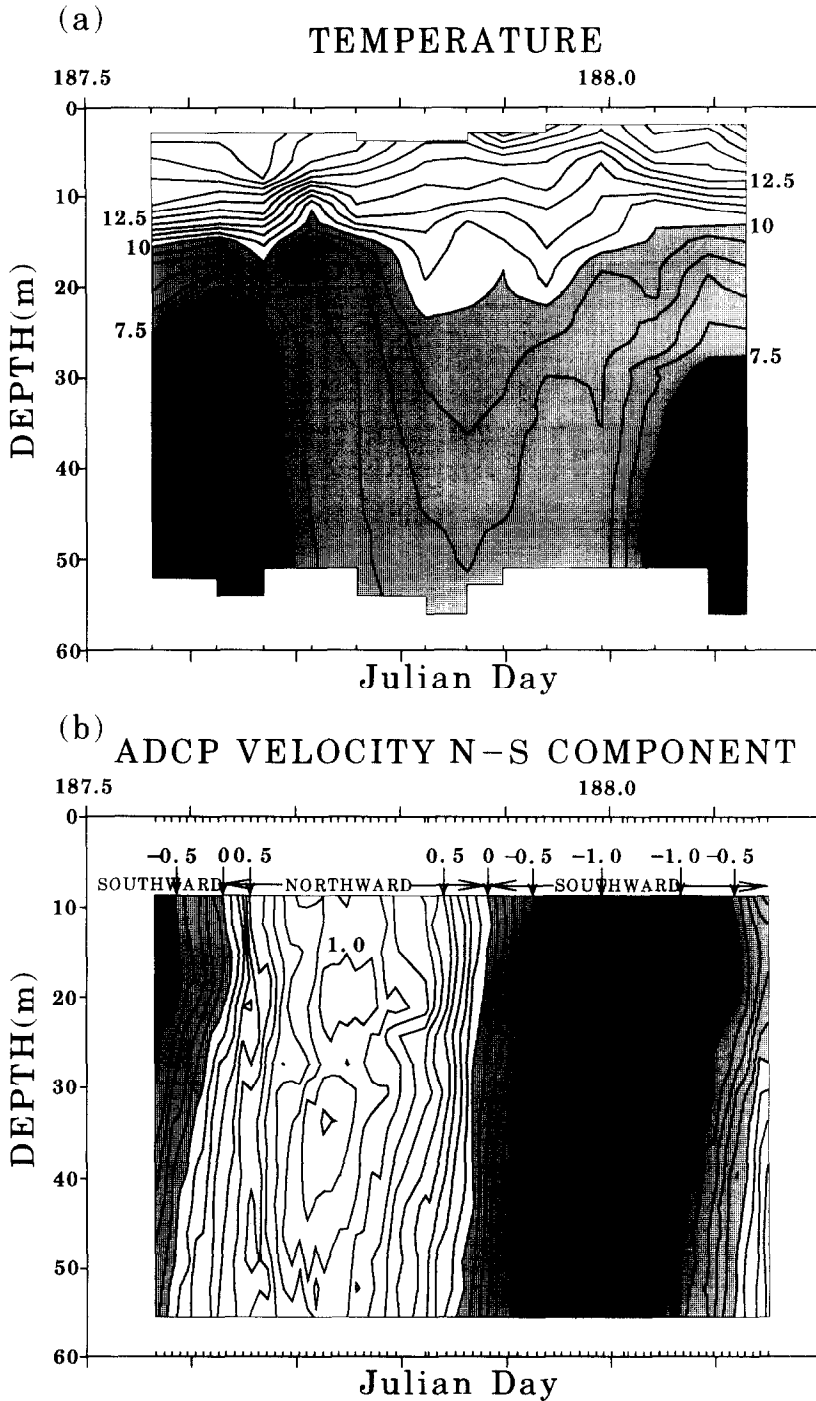 (a)
TEMPERATURE
187.5 188.0
0
10
20
30
40
50
60
DEPTH(m)
12.5
10
7.5
12.5
10
7.5
Julian Day
(b)
ADCP VELOCITY N-S COMPONENT
187.5 188.0
0
10
20
30
40
50
60
DEPTH(m)
-0.5 0 0.5 0.5 0 -0.5 -1.0 -1.0 -0.5
SOUTHWARD NORTHWARD SOUTHWARD
1.0
Julian Day